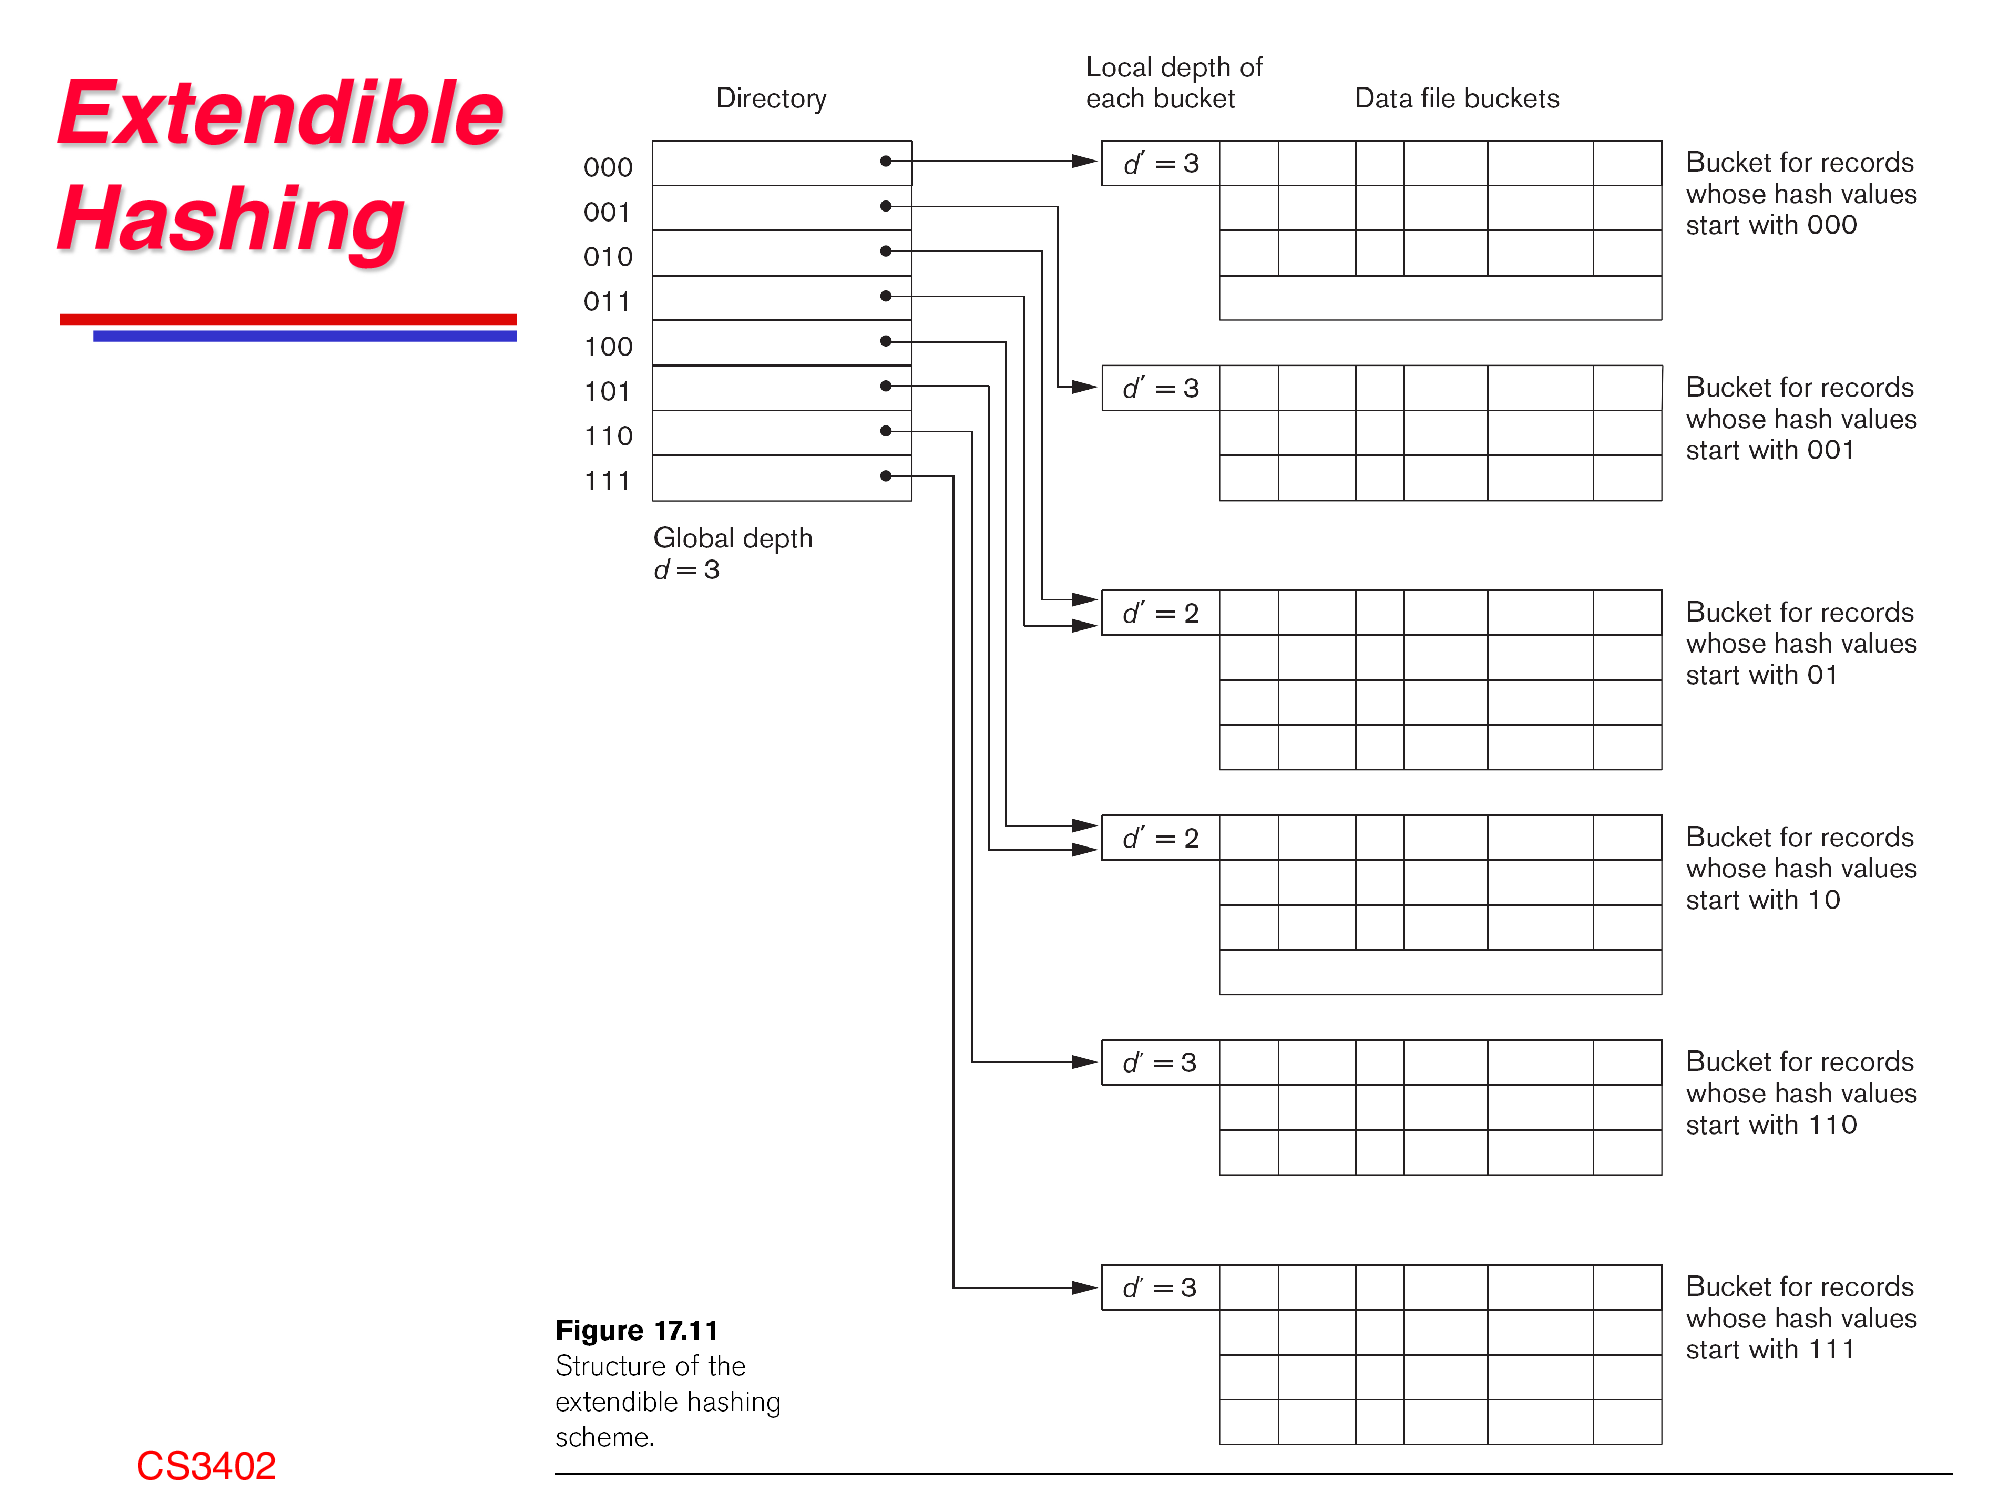 Extendible
Hashing
Directory
Local depth of
each bucket
Data file buckets
000
001
010
011
100
101
110
111
Global depth
d = 3
d′ = 3
Bucket for records
whose hash values
start with 000
d′ = 3
Bucket for records
whose hash values
start with 001
d′ = 2
Bucket for records
whose hash values
start with 01
d′ = 2
Bucket for records
whose hash values
start with 10
d′ = 3
Bucket for records
whose hash values
start with 110
d′ = 3
Bucket for records
whose hash values
start with 111
Figure 17.11
Structure of the
extendible hashing
scheme.
CS3402